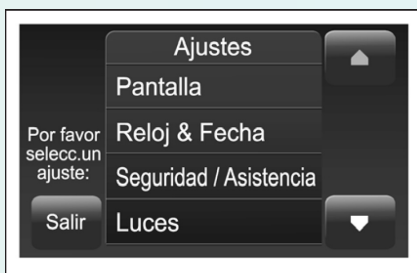 Ajustes
Pantalla
Reloj & Fecha
Seguridad / Asistencia
Luces
Por favor
selecc.un
ajuste:
Salir